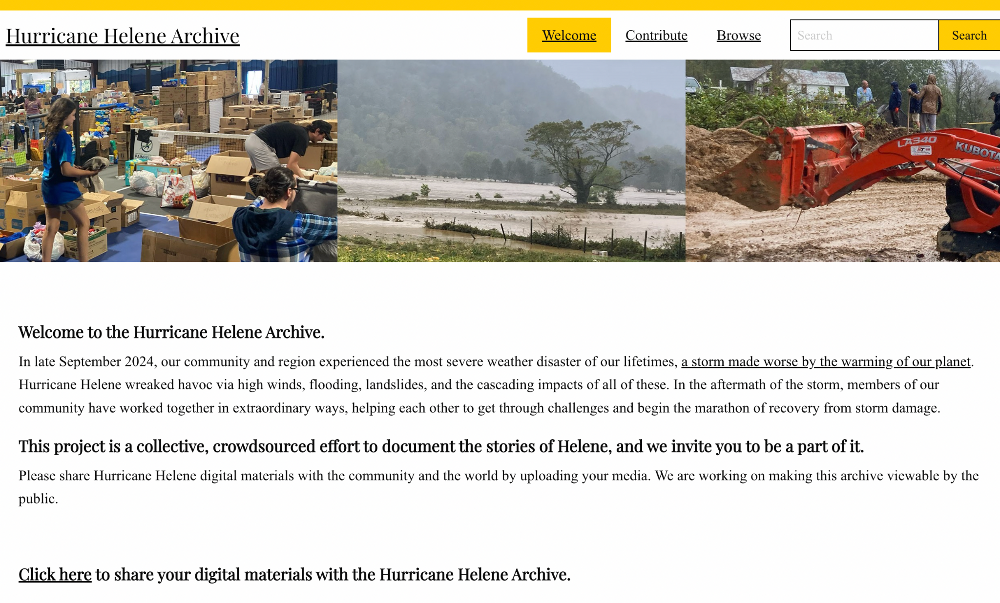 Hurricane Helene Archive
Welcome
Contribute
Browse
Search
Search
PAINREL
LA340
KUBOTA
Welcome to the Hurricane Helene Archive.
In late September 2024, our community and region experienced the most severe weather disaster of our lifetimes, a storm made worse by the warming of our planet.
Hurricane Helene wreaked havoc via high winds, flooding, landslides, and the cascading impacts of all of these. In the aftermath of the storm, members of our
community have worked together in extraordinary ways, helping each other to get through challenges and begin the marathon of recovery from storm damage.
This project is a collective, crowdsourced effort to document the stories of Helene, and we invite you to be a part of it.
Please share Hurricane Helene digital materials with the community and the world by uploading your media. We are working on making this archive viewable by the
public.
Click here to share your digital materials with the Hurricane Helene Archive.